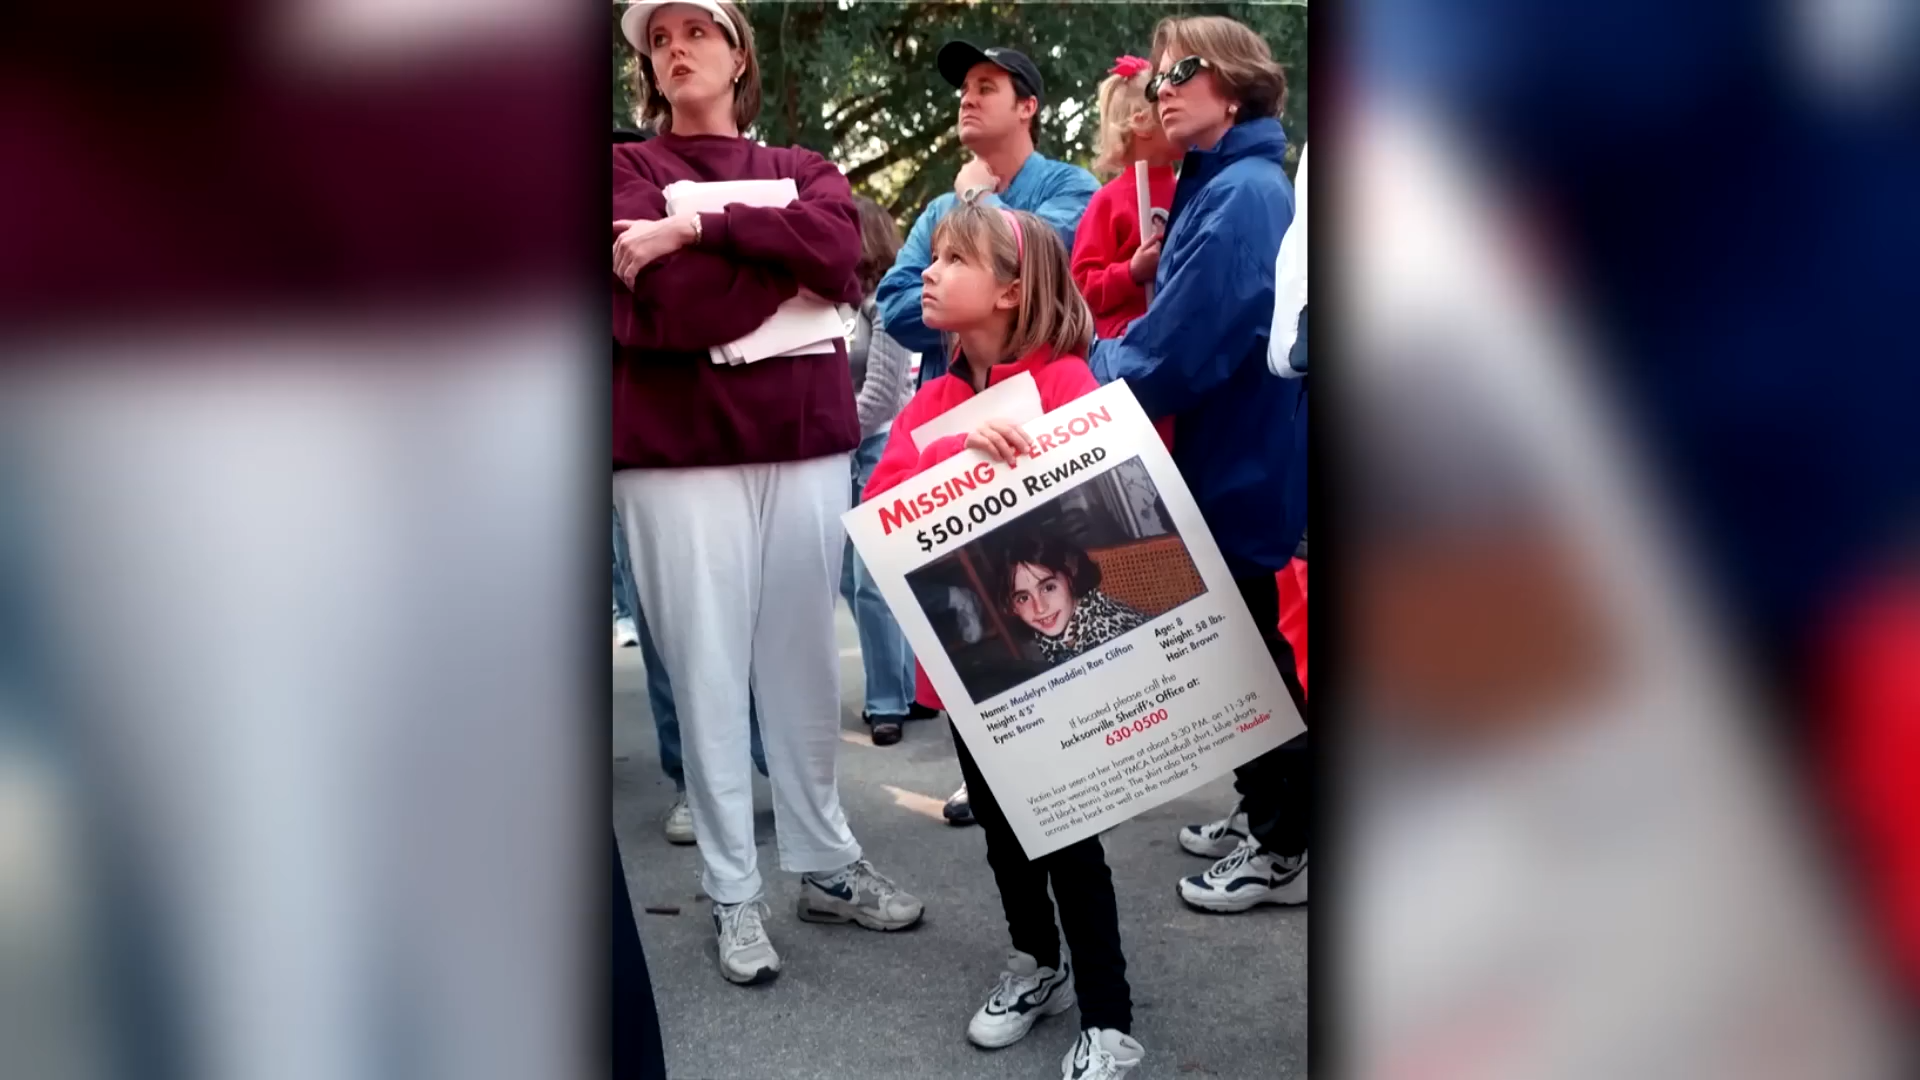 MISSING PERSON
$50,000 REWARD
Name: Madelyn (Maddie) Rae Clifton
Height: 4'5"
Eyes: Brown
Age: 8
Weight: 58 lbs.
Hair: Brown
If located please call the
Jacksonville Sheriff's Office at:
630-0500
Victim last seen at her home at about 5:30 P.M. on 11-3-98.
She was wearing a red YMCA basketball shirt, blue shorts
and black tennis shoes. The shirt also has the name "Maddie"
across the back as well as the number 5.